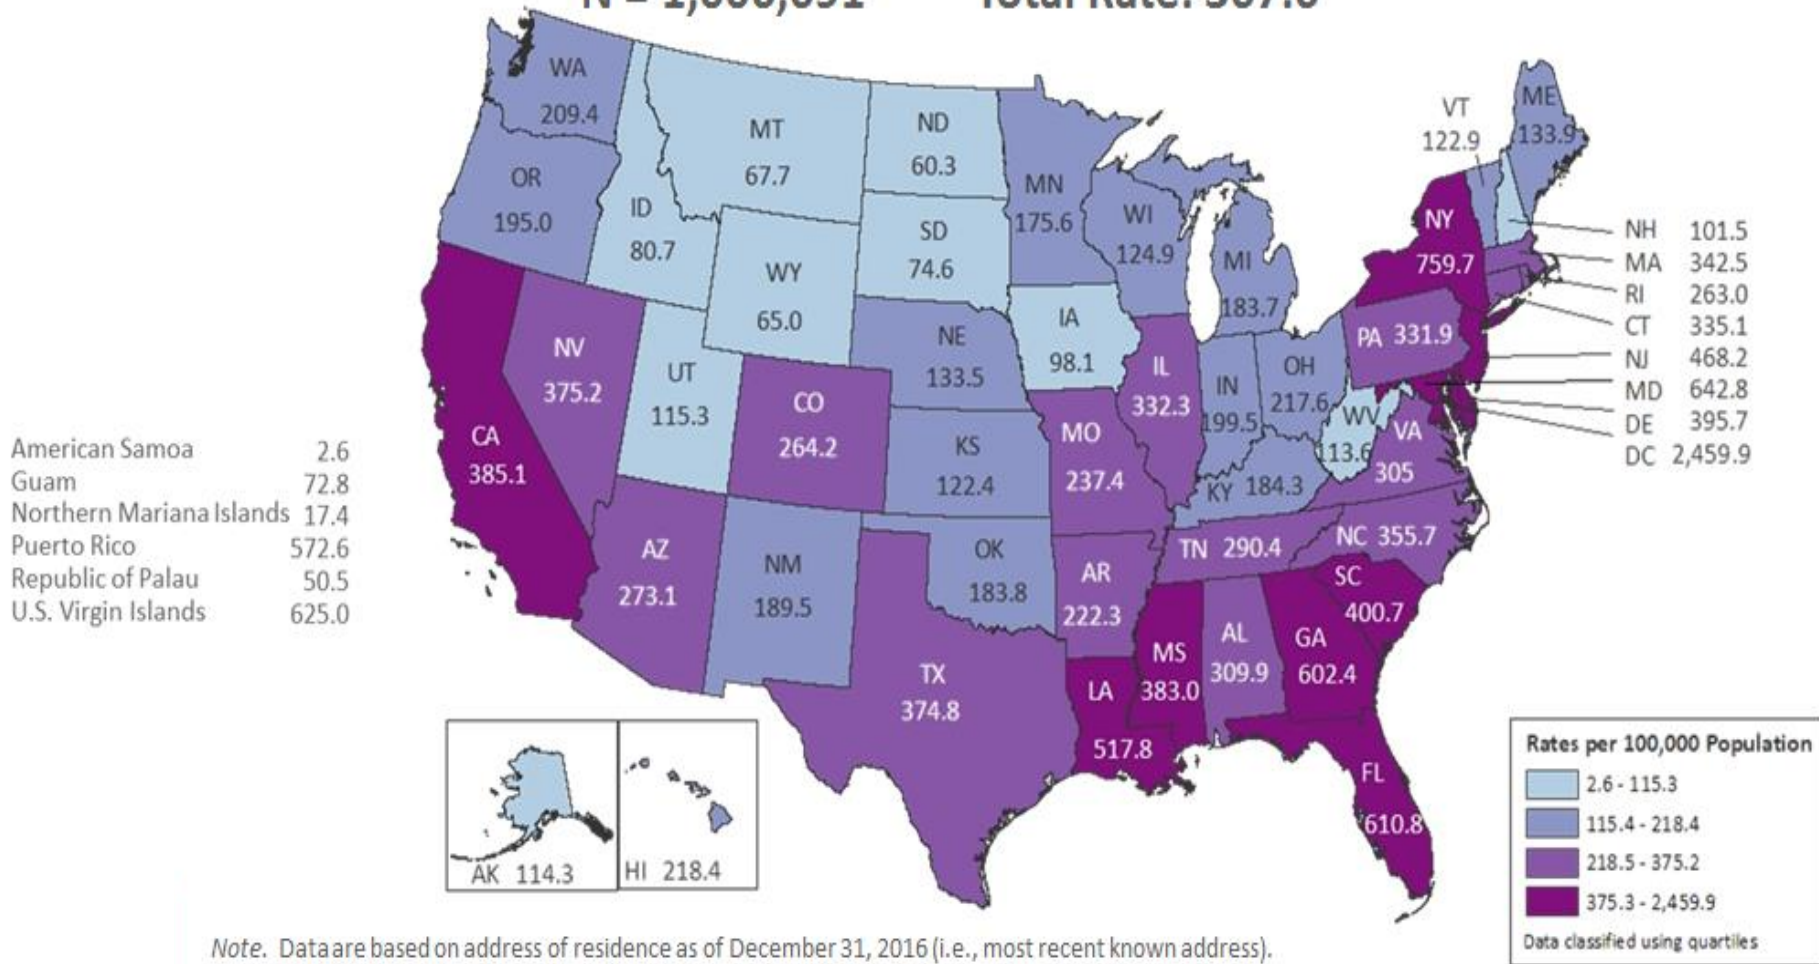 WA
209.4
OR
195.0
ID
80.7
MT
67.7
ND
60.3
SD
74.6
WY
65.0
MN
175.6
WI
124.9
MI
183.7
IA
98.1
NE
133.5
NV
375.2
UT
115.3
CO
264.2
KS
122.4
CA
385.1
AZ
273.1
NM
189.5
OK
183.8
TX
374.8
MO
237.4
AR
222.3
LA
517.8
IL
332.3
IN
199.5
OH
217.6
KY 184.3
TN 290.4
MS
383.0
AL
309.9
GA
602.4
FL
610.8
SC
400.7
NC 355.7
VA
305
WV
113.6
PA 331.9
NY
759.7
VT
122.9
ME
133.9
NH 101.5
MA 342.5
RI 263.0
CT 335.1
NJ 468.2
MD 642.8
DE 395.7
DC 2,459.9
American Samoa 2.6
Guam 72.8
Northern Mariana Islands 17.4
Puerto Rico 572.6
Republic of Palau 50.5
U.S. Virgin Islands 625.0
AK 114.3
HI 218.4
Rates per 100,000 Population
2.6 - 115.3
115.4 - 218.4
218.5 - 375.2
375.3 - 2,459.9
Data classified using quartiles
Note. Data are based on address of residence as of December 31, 2016 (i.e., most recent known address).